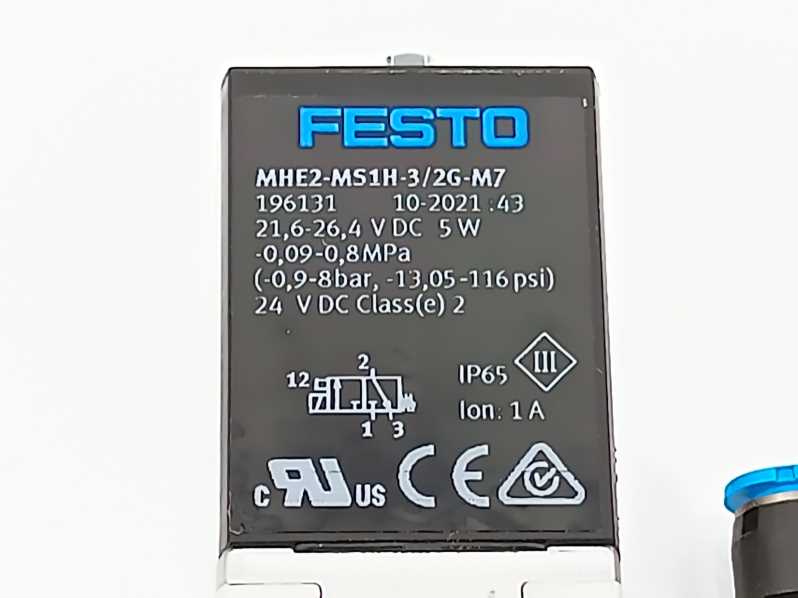 FESTO
MHE2-MS1H-3/2G-M7
196131 10-2021 :43
21,6-26,4 V DC 5 W
-0,09-0,8MPa
(-0,9-8bar, -13,05-116 psi)
24 V DC Class(e) 2
2
12
1 3
IP65 III
Ion: 1 A
c RU US CE